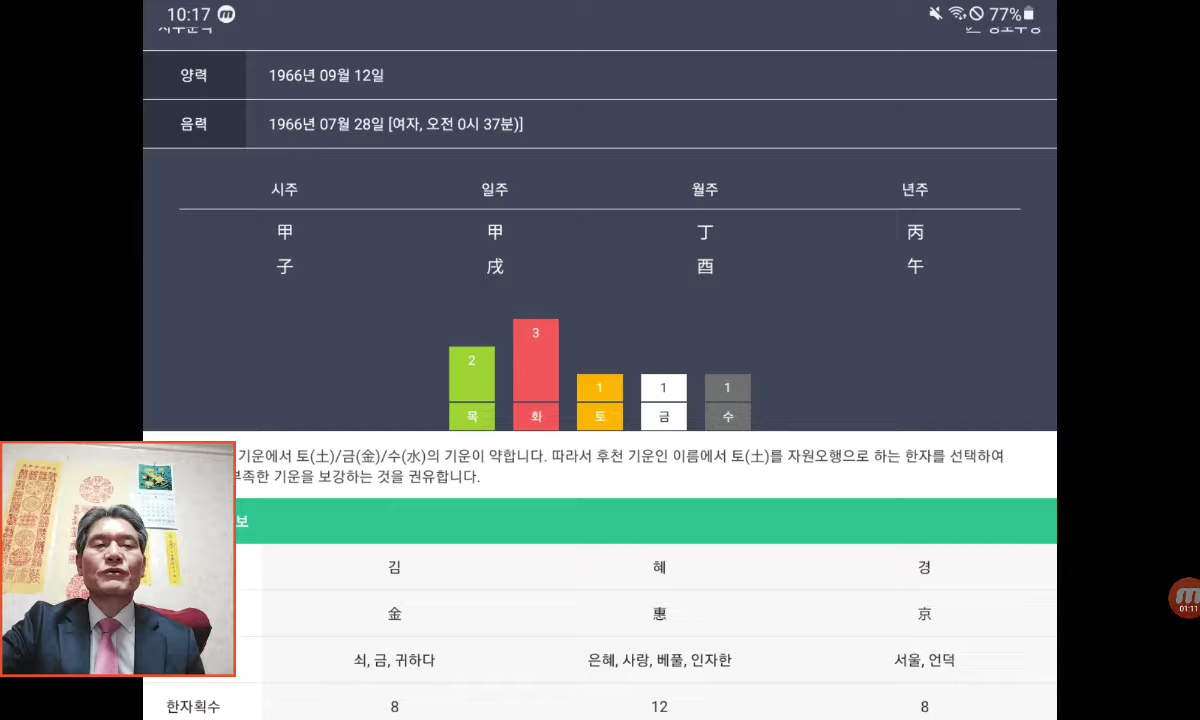 10:17 77%
양력 1966년 09월 12일
음력 1966년 07월 28일 [여자, 오전 0시 37분)]
시주 일주 월주 년주
甲 甲 丁 丙
子 戌 酉 午
2 3 1 1 1
목 화 토 금 수
기운에서 토(土)/금(金)/수(水)의 기운이 약합니다. 따라서 후천 기운인 이름에서 토(土)를 자원오행으로 하는 한자를 선택하여
부족한 기운을 보강하는 것을 권유합니다.
보
김 혜 경
金 惠 京
쇠, 금, 귀하다 은혜, 사랑, 베풀, 인자한 서울, 언덕
한자획수 8 12 8
01:11